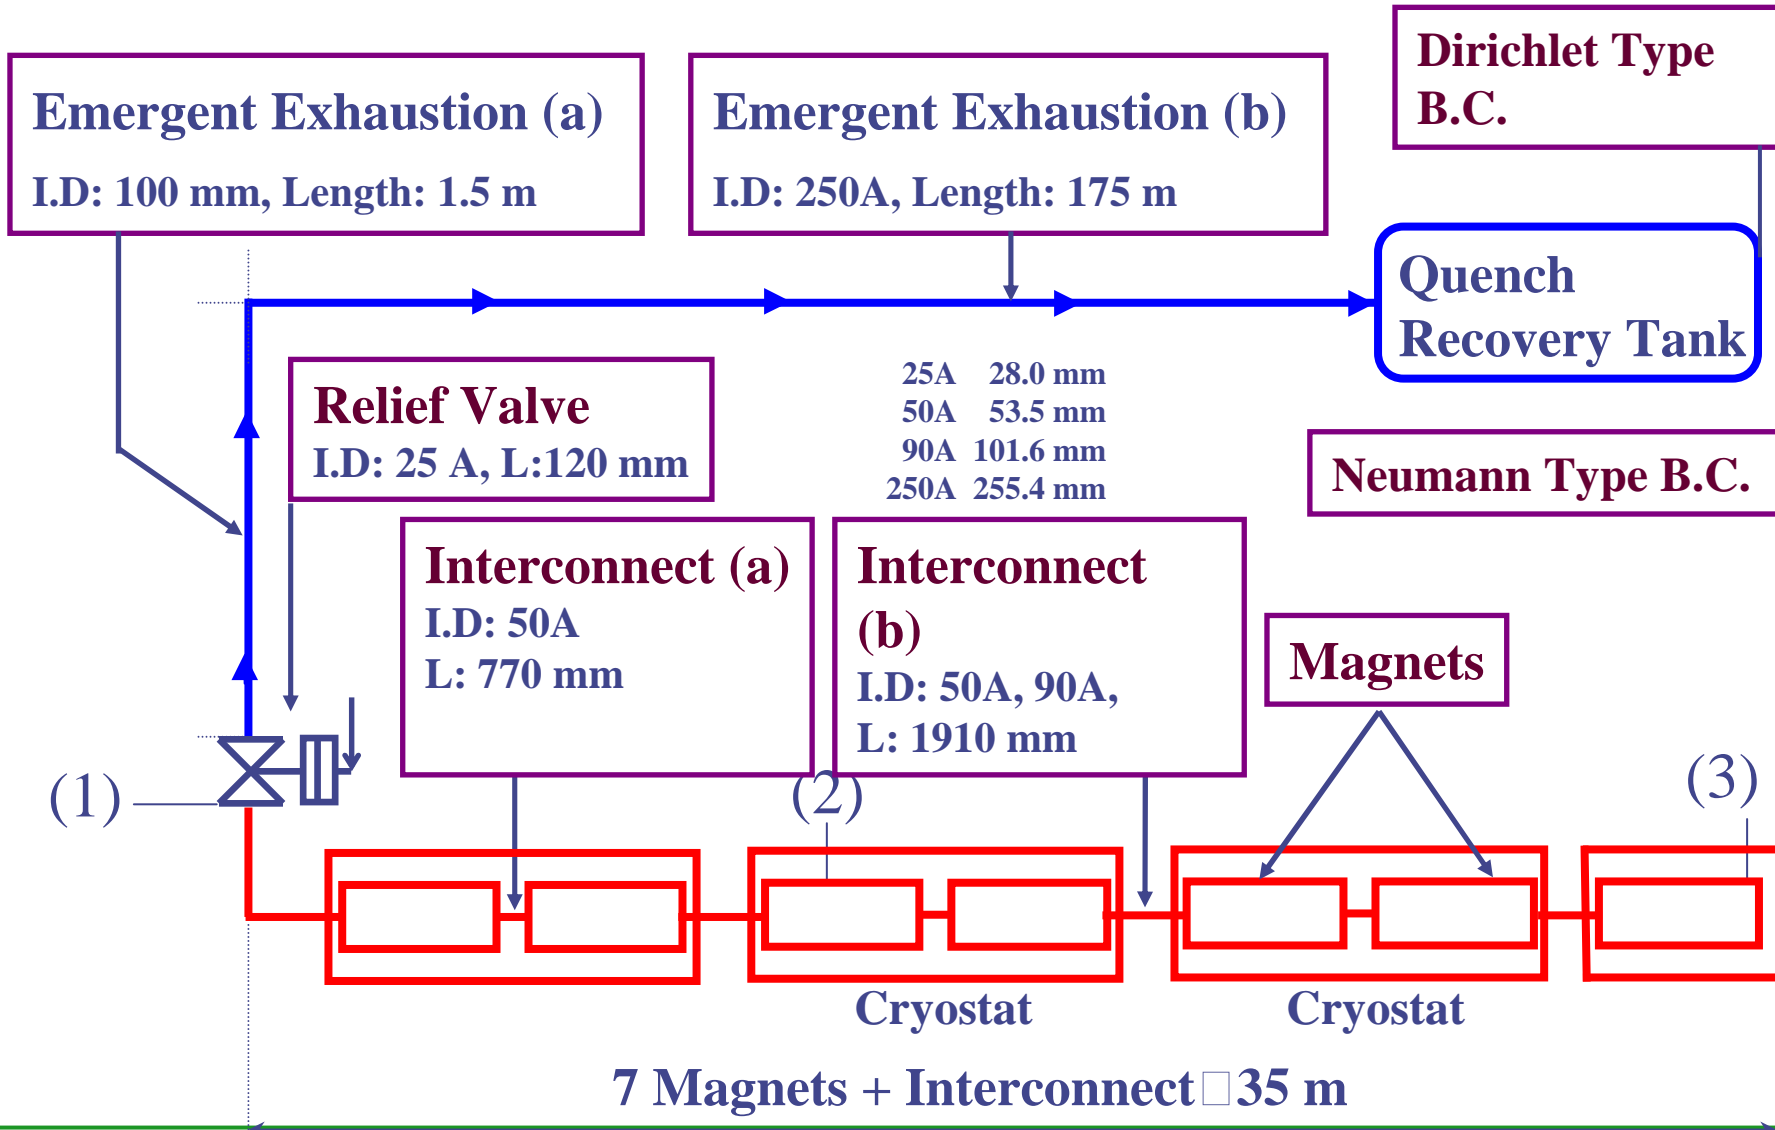 Dirichlet Type
B.C.
Emergent Exhaustion (a)
I.D: 100 mm, Length: 1.5 m
Emergent Exhaustion (b)
I.D: 250A, Length: 175 m
Quench
Recovery Tank
Relief Valve
I.D: 25 A, L:120 mm
25A 28.0 mm
50A 53.5 mm
90A 101.6 mm
250A 255.4 mm
Neumann Type B.C.
Interconnect (a)
I.D: 50A
L: 770 mm
Interconnect
(b)
I.D: 50A, 90A,
L: 1910 mm
Magnets
(1)
(2)
(3)
Cryostat
Cryostat
7 Magnets + Interconnect□35 m